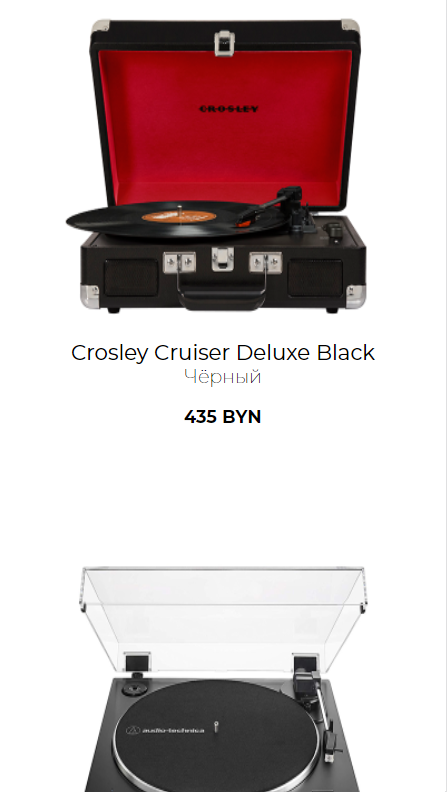 CROSLEY
Crosley Cruiser Deluxe Black
Чёрный
435 BYN
audio-technica